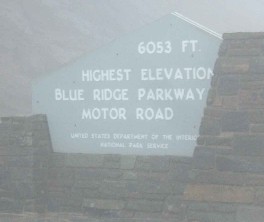 6053 FT.
HIGHEST ELEVATION
BLUE RIDGE PARKWAY
MOTOR ROAD
UNITED STATES DEPARTMENT OF THE INTERIOR
NATIONAL PARK SERVICE